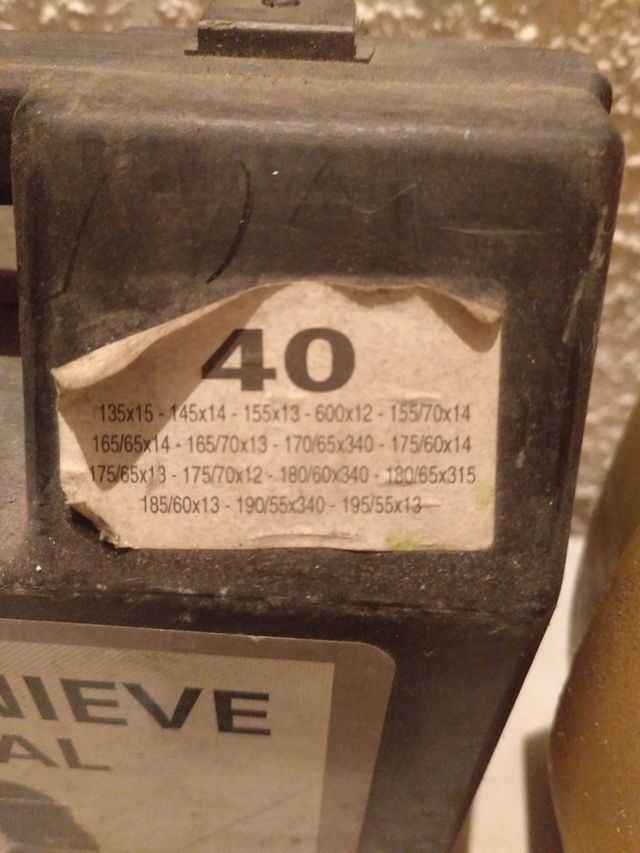 40
135x15 - 145x14 - 155x13 - 600x12 - 155/70x14
165/65x14 - 165/70x13 - 170/65x340 - 175/60x14
175/65x13 - 175/70x12 - 180/60x340 - 180/65x315
185/60x13 - 190/55x340 - 195/55x13
NIEVE
AL